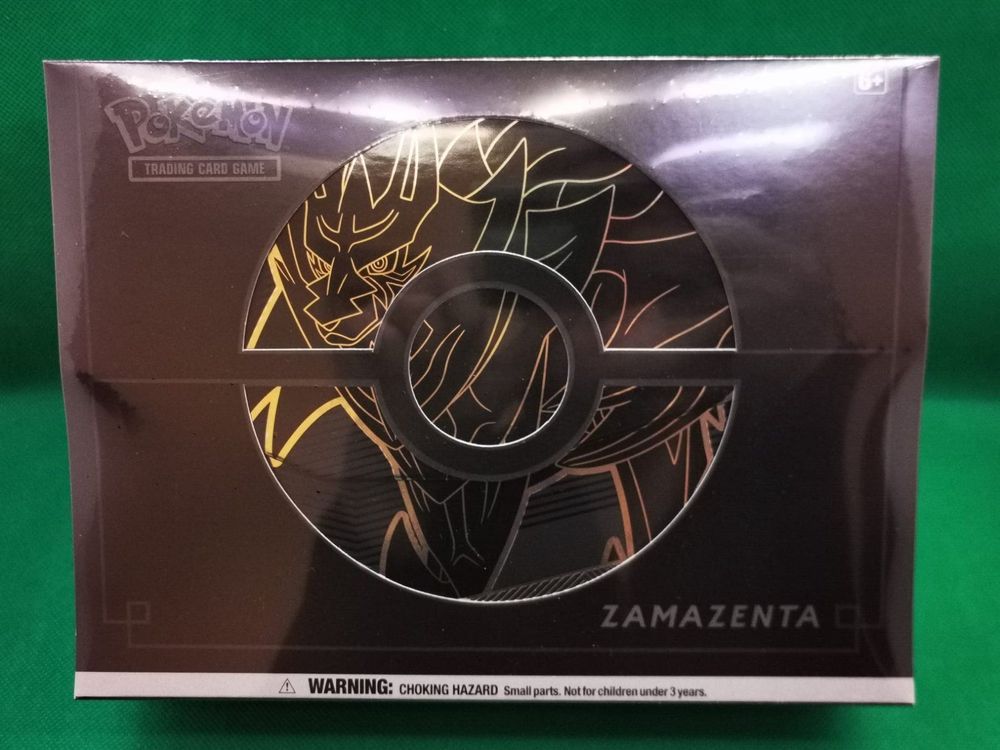 6+
POKéMON
TRADING CARD GAME
ZAMAZENTA
⚠ WARNING: CHOKING HAZARD Small parts. Not for children under 3 years.